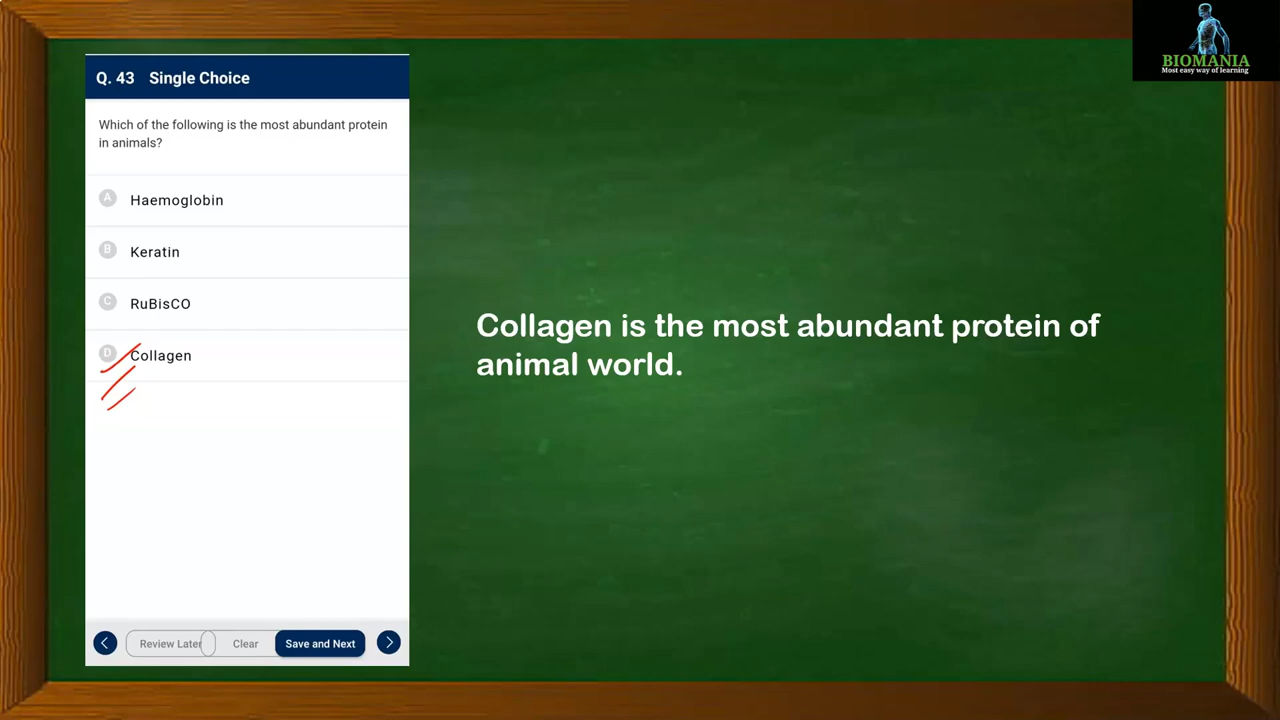 BIOMANIA
Most easy way of learning
Q. 43 Single Choice
Which of the following is the most abundant protein
in animals?
A Haemoglobin
B Keratin
C RuBisCO
D Collagen
Collagen is the most abundant protein of
animal world.
Review Later Clear Save and Next